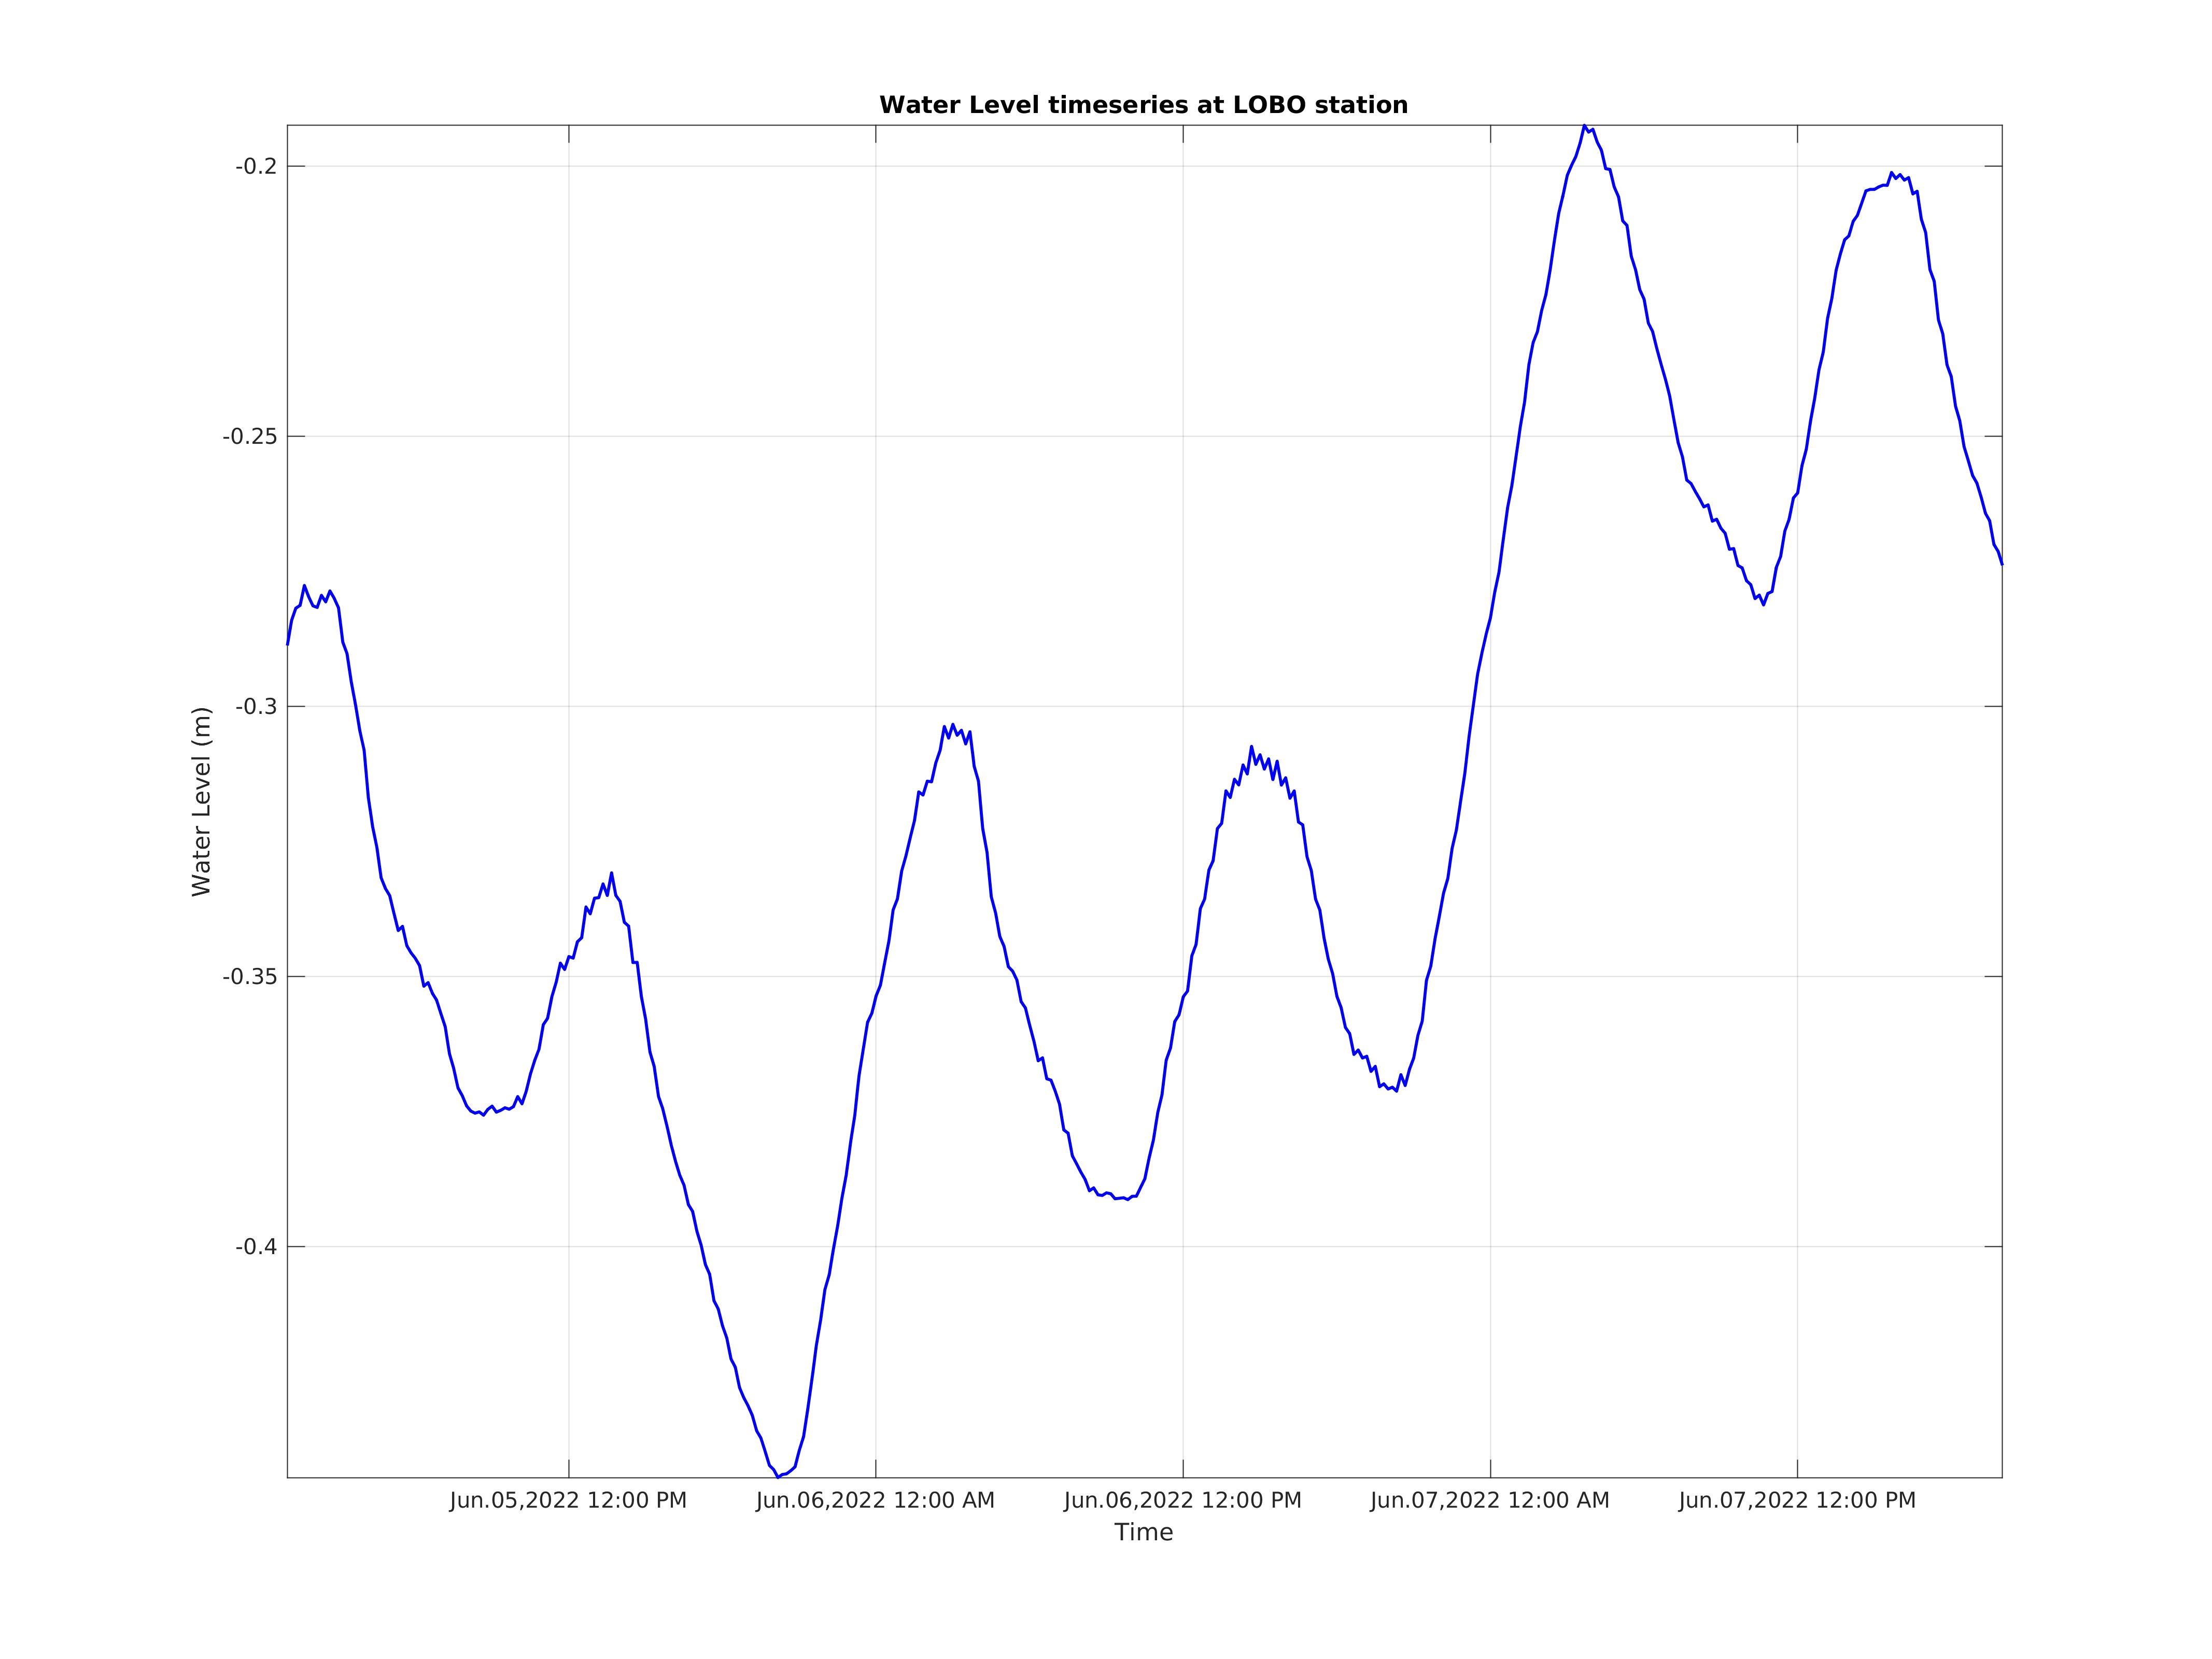 Water Level timeseries at LOBO station
-0.2
-0.25
-0.3
-0.35
-0.4
Water Level (m)
Jun.05,2022 12:00 PM
Jun.06,2022 12:00 AM
Jun.06,2022 12:00 PM
Jun.07,2022 12:00 AM
Jun.07,2022 12:00 PM
Time